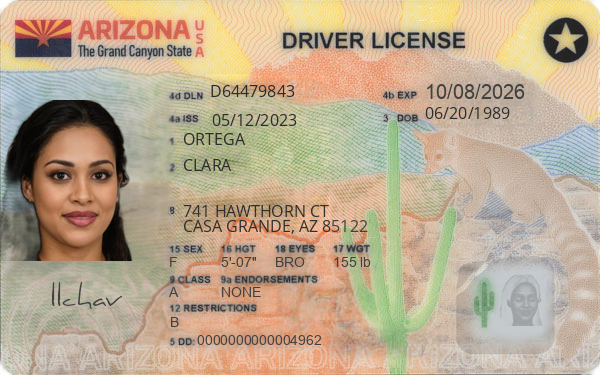 ARIZONA USA
The Grand Canyon State
DRIVER LICENSE
4d DLN D64479843
4b EXP 10/08/2026
4a ISS 05/12/2023
3 DOB 06/20/1989
1 ORTEGA
2 CLARA
8 741 HAWTHORN CT
CASA GRANDE, AZ 85122
15 SEX 16 HGT 18 EYES 17 WGT
F 5'-07" BRO 155 lb
9 CLASS 9a ENDORSEMENTS
A NONE
12 RESTRICTIONS
B
5 DD: 0000000000004962
ARIZONA ARIZONA ARIZONA ARIZONA